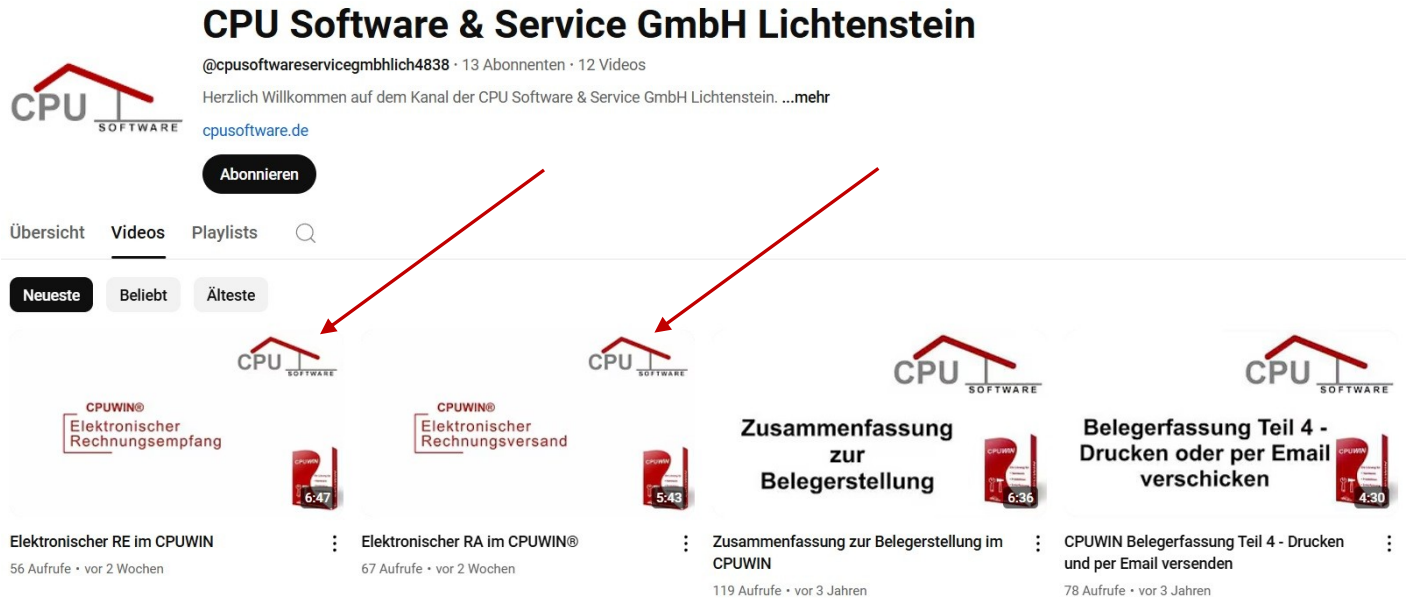 CPU Software & Service GmbH Lichtenstein
@cpusoftwareservicegmbhlich4838 · 13 Abonnenten · 12 Videos
Herzlich Willkommen auf dem Kanal der CPU Software & Service GmbH Lichtenstein. ...mehr
cpusoftware.de
Abonnieren
CPU
SOFTWARE
Übersicht Videos Playlists
Neueste Beliebt Älteste
CPU
SOFTWARE
CPUWIN®
Elektronischer
Rechnungsempfang
CPUWIN
6:47
Elektronischer RE im CPUWIN
56 Aufrufe • vor 2 Wochen
CPU
SOFTWARE
CPUWIN®
Elektronischer
Rechnungsversand
CPUWIN
5:43
Elektronischer RA im CPUWIN®
67 Aufrufe • vor 2 Wochen
CPU
SOFTWARE
Zusammenfassung
zur
Belegerstellung
CPUWIN
6:36
Zusammenfassung zur Belegerstellung im
CPUWIN
119 Aufrufe • vor 3 Jahren
CPU
SOFTWARE
Belegerfassung Teil 4 -
Drucken oder per Email
verschicken
CPUWIN
4:30
CPUWIN Belegerfassung Teil 4 - Drucken
und per Email versenden
78 Aufrufe • vor 3 Jahren